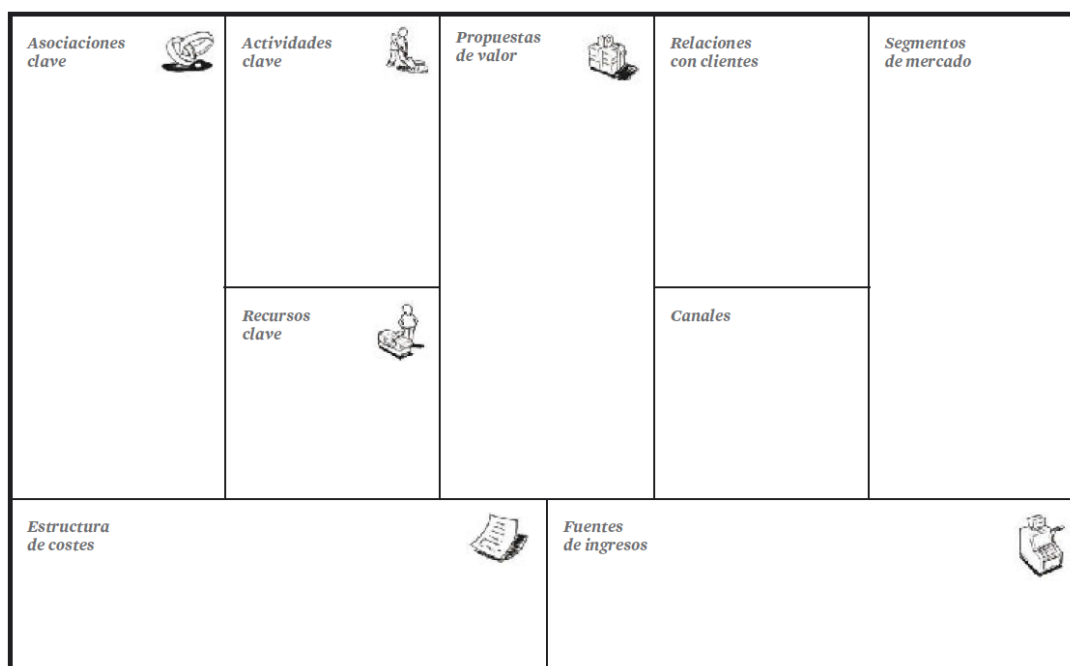 Asociaciones
clave
Actividades
clave
Recursos
clave
Propuestas
de valor
Relaciones
con clientes
Canales
Segmentos
de mercado
Estructura
de costes
Fuentes
de ingresos